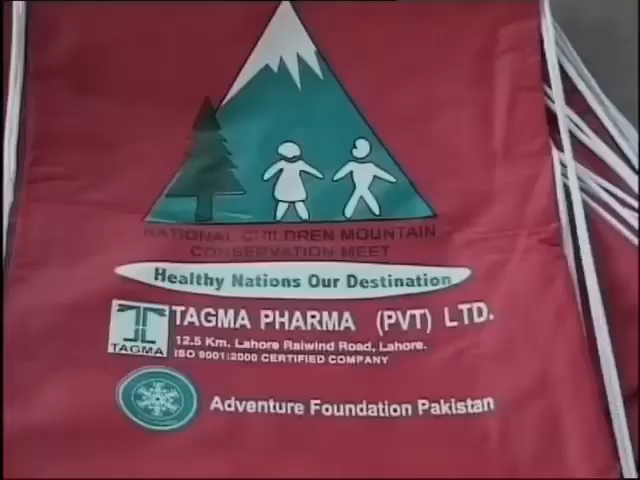 NATIONAL CHILDREN MOUNTAIN
CONSERVATION MEET
Healthy Nations Our Destination
TAGMA
TAGMA PHARMA (PVT) LTD.
12.5 Km. Lahore Raiwind Road, Lahore.
ISO 9001:2000 CERTIFIED COMPANY
Adventure Foundation Pakistan